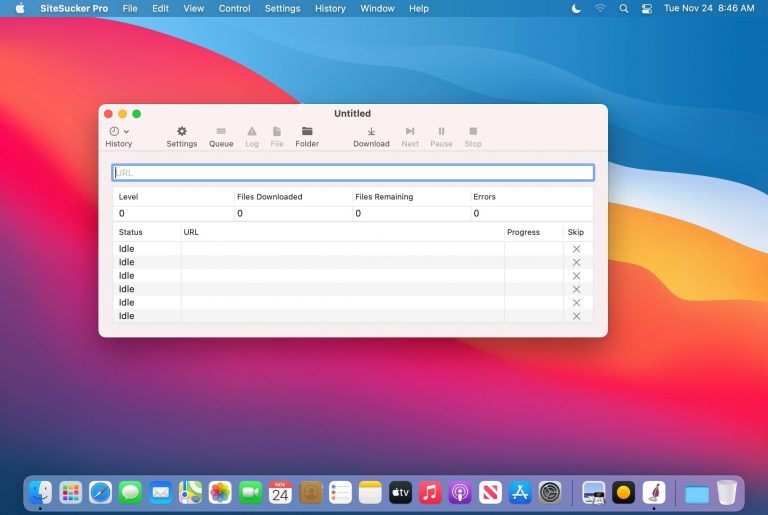 SiteSucker Pro File Edit View Control Settings History Window Help Tue Nov 24 8:46 AM
Untitled
History Settings Queue Log File Folder Download Next Pause Stop
URL
Level Files Downloaded Files Remaining Errors
0 0 0 0
Status URL Progress Skip
Idle
Idle
Idle
Idle
Idle
Idle
NOV
24
tv